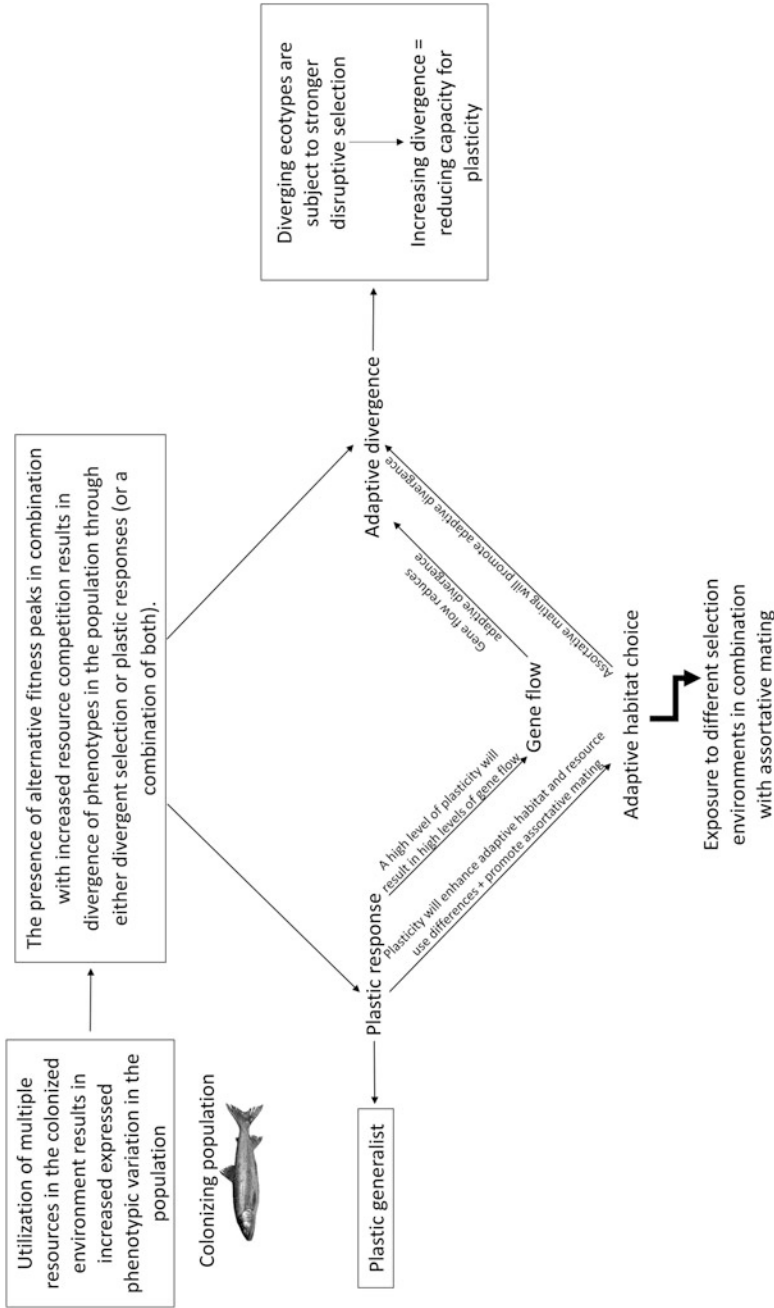 Utilization of multiple
resources in the colonized
environment results in
increased expressed
phenotypic variation in the
population
The presence of alternative fitness peaks in combination
with increased resource competition results in
divergence of phenotypes in the population through
either divergent selection or plastic responses (or a
combination of both).
Colonizing population
Plastic generalist
Plastic response
A high level of plasticity will
result in high levels of gene flow
Plasticity will enhance adaptive habitat and resource
use differences + promote assortative mating
Gene flow
Gene flow reduces
adaptive divergence
Assortative mating will promote adaptive divergence
Adaptive divergence
Diverging ecotypes are
subject to stronger
disruptive selection
Increasing divergence =
reducing capacity for
plasticity
Adaptive habitat choice
Exposure to different selection
environments in combination
with assortative mating